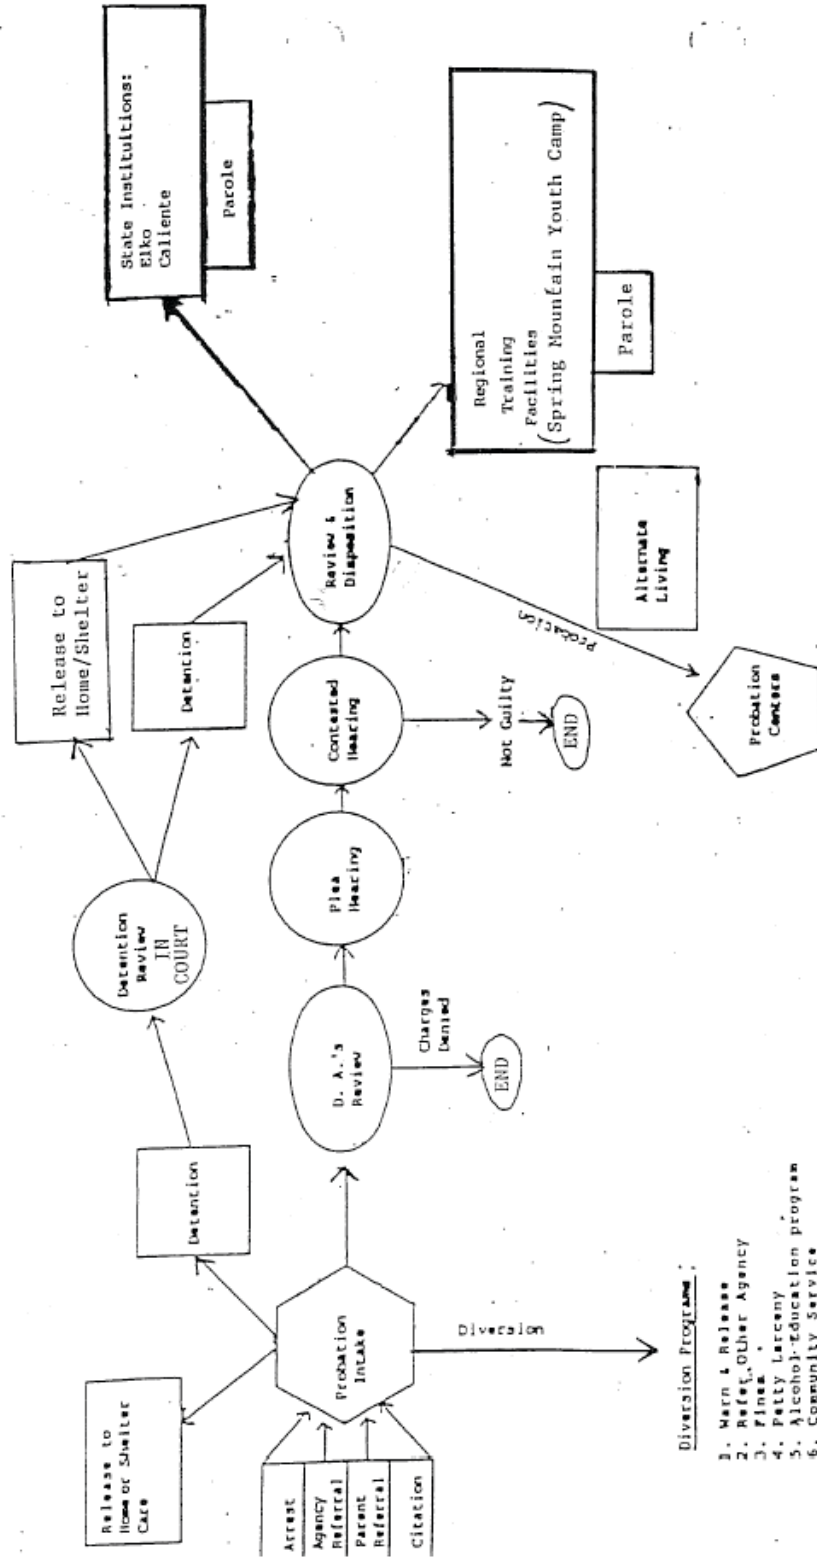 Release to
Home or Shelter
Care
Arrest
Agency
Referral
Parent
Referral
Citation
Probation
Intake
Diversion
Diversion Programs:
1. Warn & Release
2. Refer Other Agency
3. Fines
4. Petty Larceny
5. Alcohol Education program
6. Community Service
Detention
D. A.'s
Review
Charges
Denied
END
Detention
Review
IN
COURT
Plea
Hearing
Contested
Hearing
Not Guilty
END
Release to
Home/Shelter
Detention
Review &
Disposition
Probation
Probation
Centers
Alternate
Living
State Instituitions:
Elko
Caliente
Parole
Regional
Training
Facilities
(Spring Mountain Youth Camp)
Parole